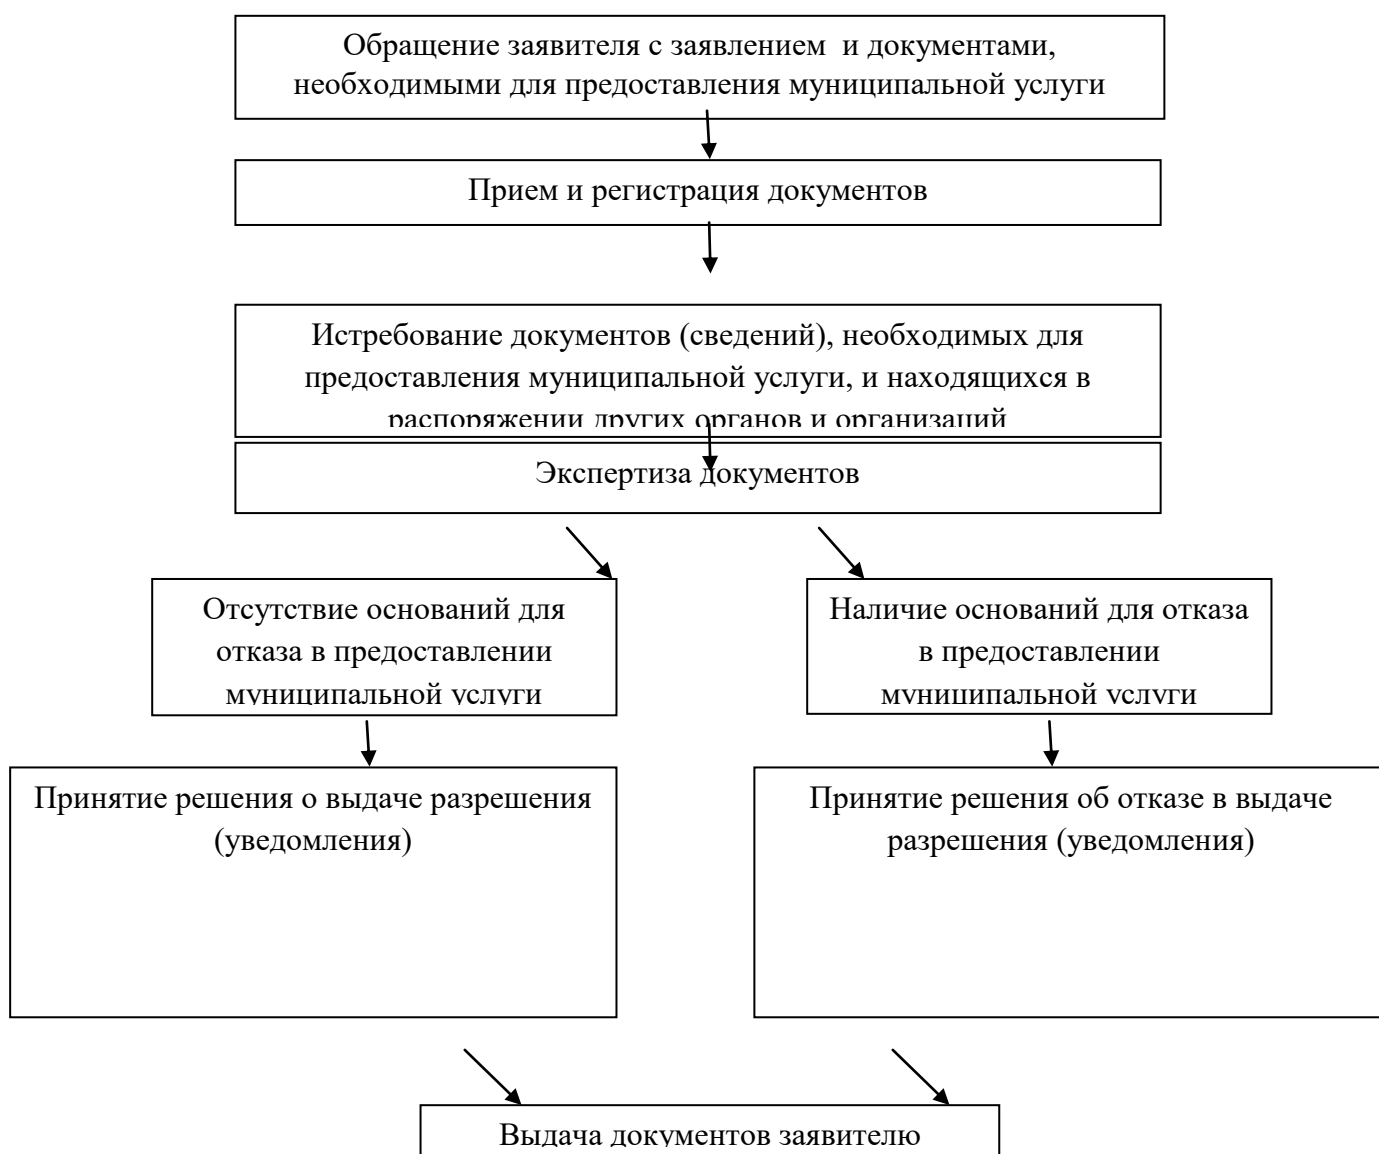 Обращение заявителя с заявлением и документами,
необходимыми для предоставления муниципальной услуги
Прием и регистрация документов
Истребование документов (сведений), необходимых для
предоставления муниципальной услуги, и находящихся в
распоряжении других органов и организаций
Экспертиза документов
Отсутствие оснований для
отказа в предоставлении
муниципальной услуги
Наличие оснований для отказа
в предоставлении
муниципальной услуги
Принятие решения о выдаче разрешения
(уведомления)
Принятие решения об отказе в выдаче
разрешения (уведомления)
Выдача документов заявителю